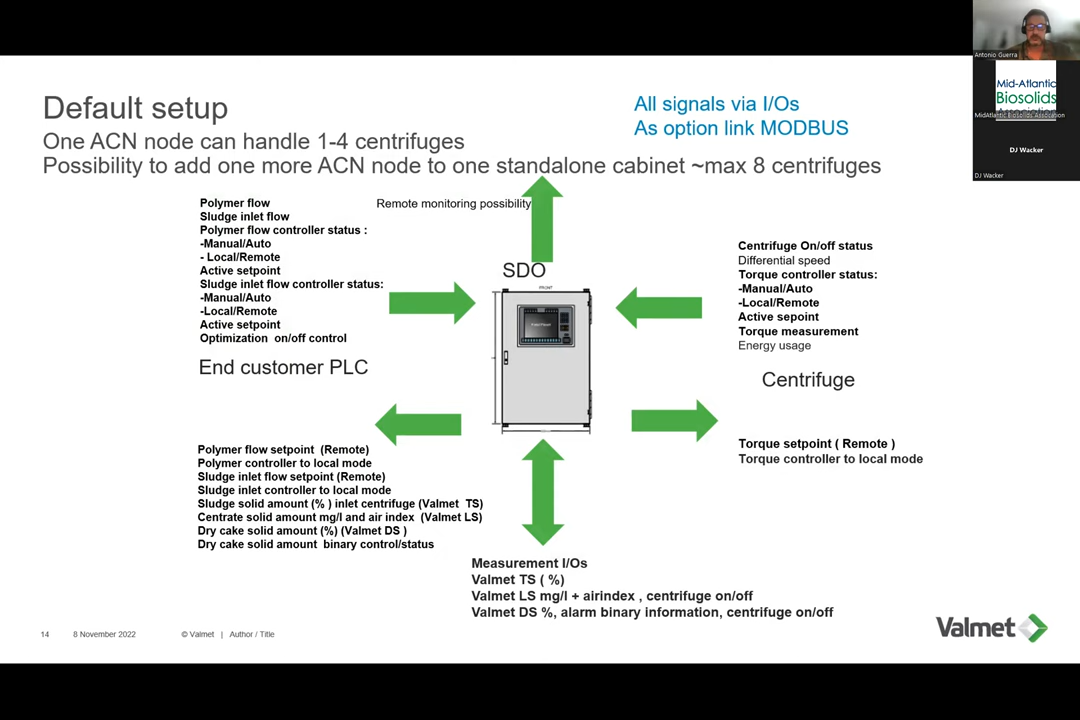 Default setup
One ACN node can handle 1-4 centrifuges
Possibility to add one more ACN node to one standalone cabinet ~max 8 centrifuges
All signals via I/Os
As option link MODBUS
Remote monitoring possibility
Polymer flow
Sludge inlet flow
Polymer flow controller status :
-Manual/Auto
- Local/Remote
Active setpoint
Sludge inlet flow controller status:
-Manual/Auto
-Local/Remote
Active setpoint
Optimization on/off control
End customer PLC
SDO
FRONT
Centrifuge On/off status
Differential speed
Torque controller status:
-Manual/Auto
-Local/Remote
Active sepoint
Torque measurement
Energy usage
Centrifuge
Polymer flow setpoint (Remote)
Polymer controller to local mode
Sludge inlet flow setpoint (Remote)
Sludge inlet controller to local mode
Sludge solid amount (% ) inlet centrifuge (Valmet TS)
Centrate solid amount mg/l and air index (Valmet LS)
Dry cake solid amount (%) (Valmet DS )
Dry cake solid amount binary control/status
Torque setpoint ( Remote )
Torque controller to local mode
Measurement I/Os
Valmet TS ( %)
Valmet LS mg/l + airindex , centrifuge on/off
Valmet DS %, alarm binary information, centrifuge on/off
14
8 November 2022
© Valmet | Author / Title
Valmet
Antonio Guerra
Mid-Atlantic
Biosolids
Association
MidAtlantic Biosolids Association
DJ Wacker
DJ Wacker